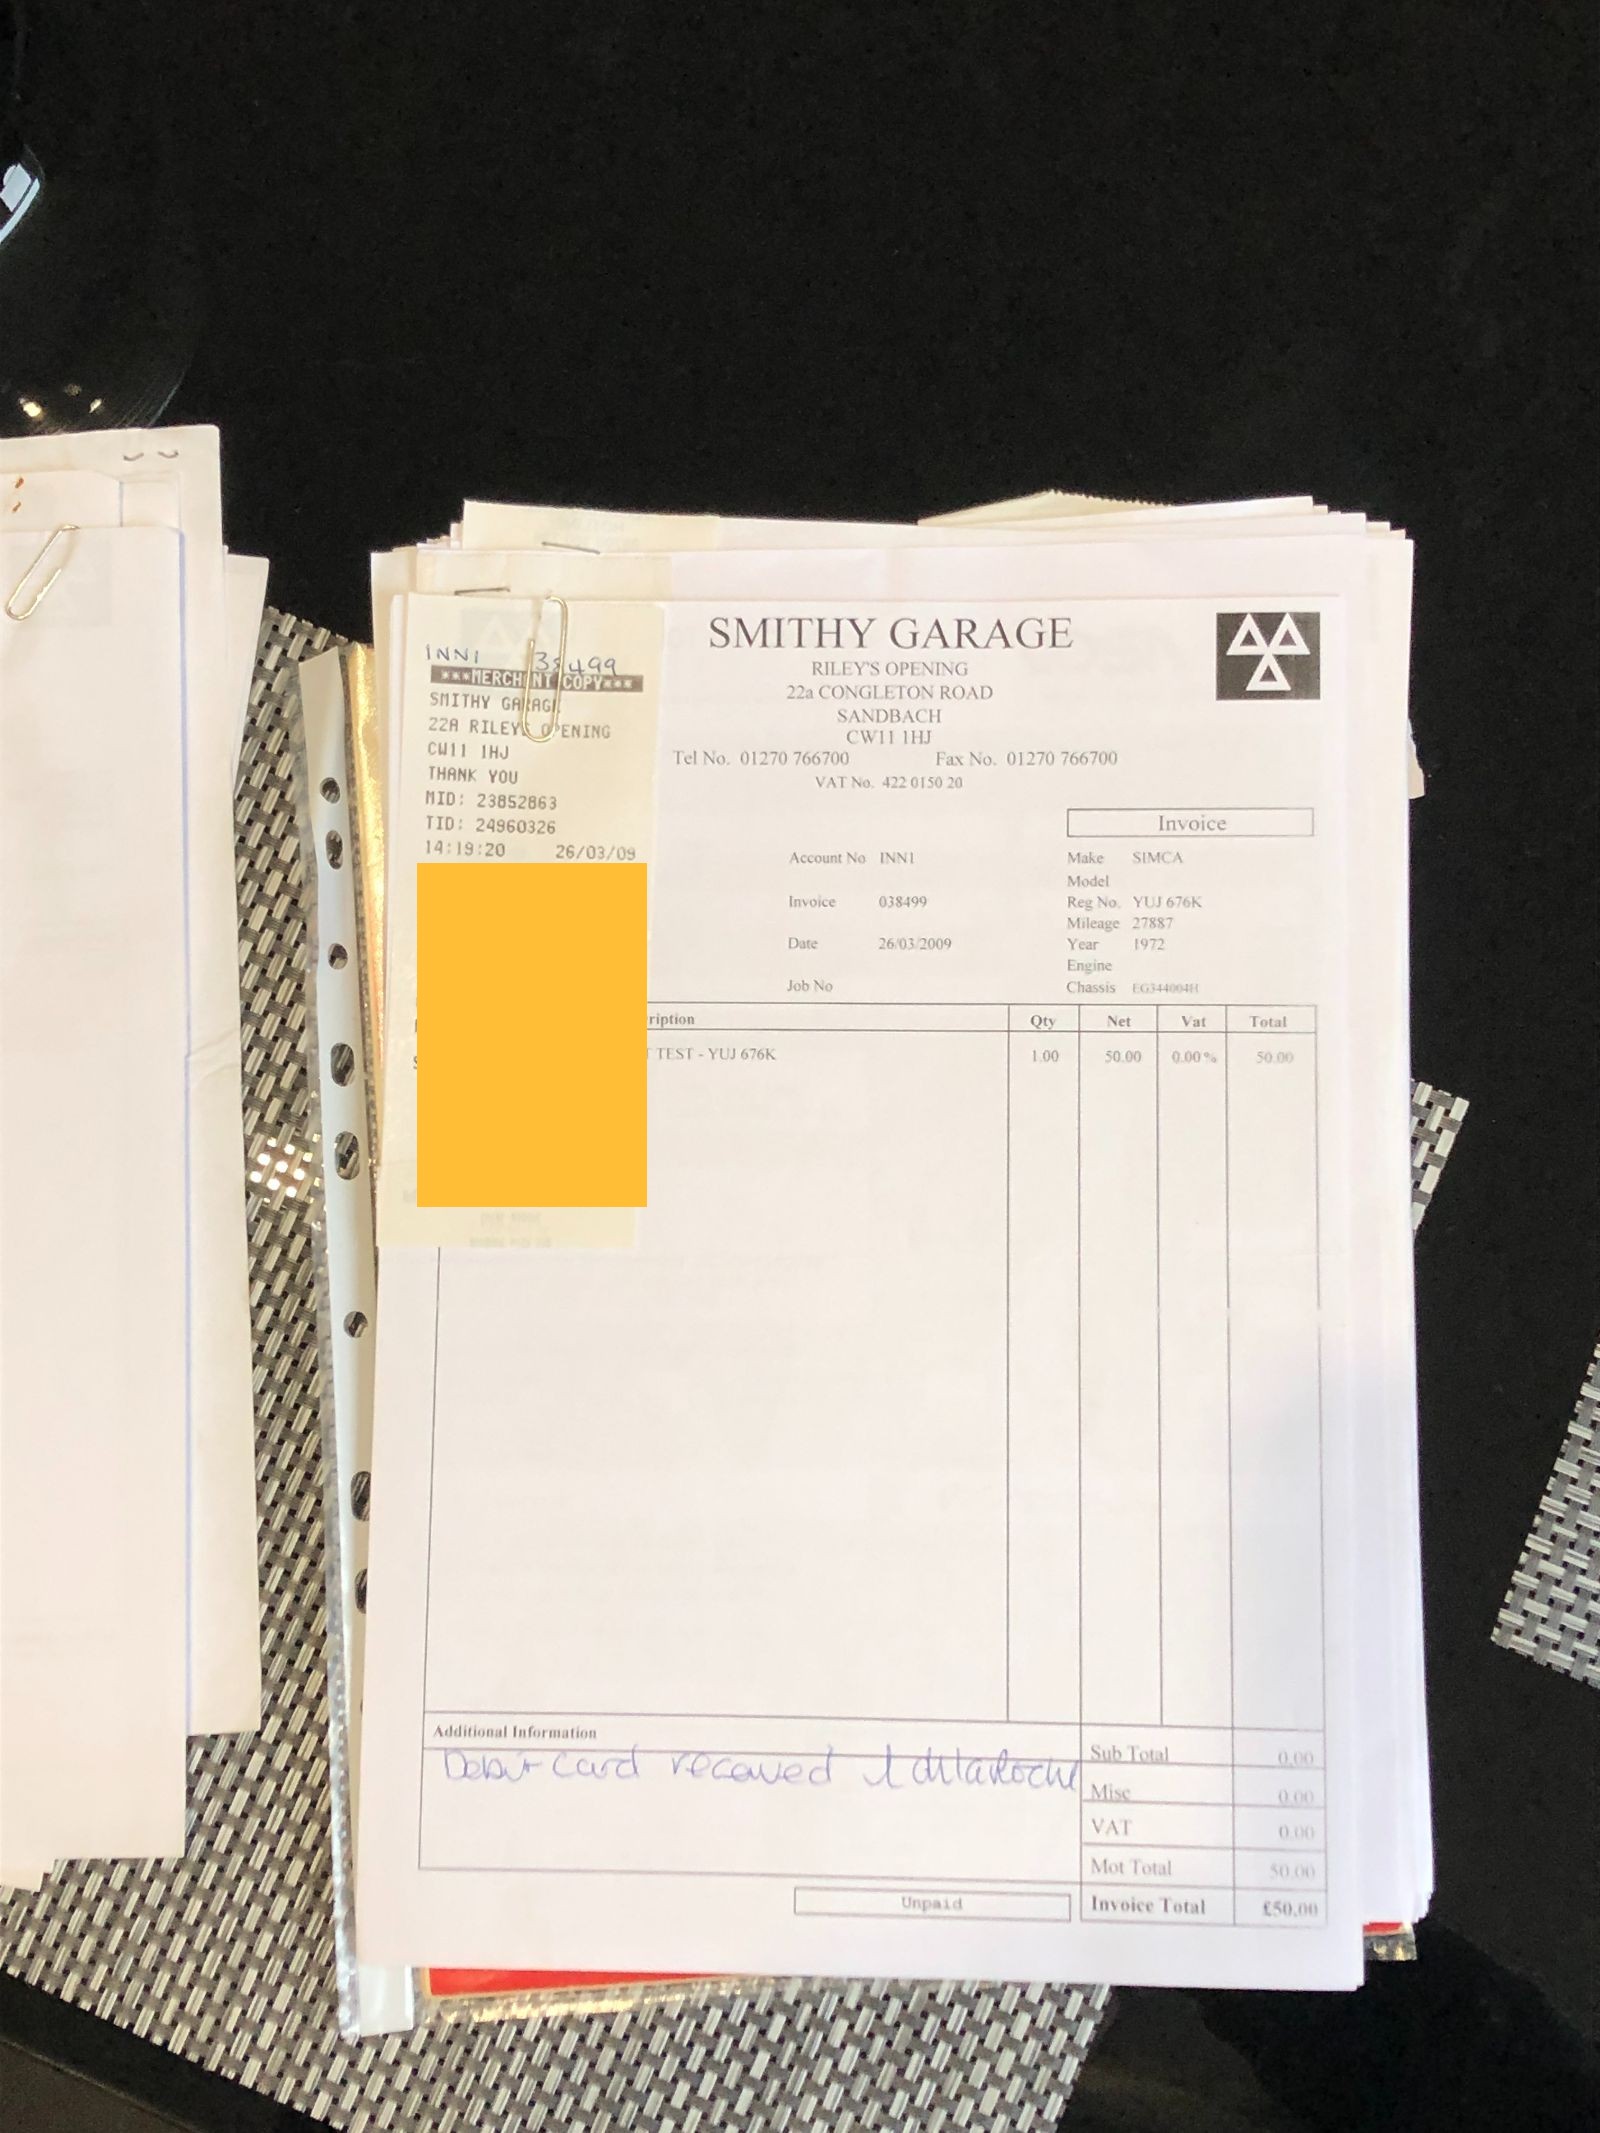 INN1 38499
***MERCHANT COPY***
SMITHY GARAGE
22A RILEYS OPENING
CW11 1HJ
THANK YOU
MID: 23852863
TID: 24960326
14:19:20 26/03/09
SMITHY GARAGE
RILEY'S OPENING
22a CONGLETON ROAD
SANDBACH
CW11 1HJ
Tel No. 01270 766700 Fax No. 01270 766700
VAT No. 422 0150 20
Invoice
Account No INN1
Invoice 038499
Date 26/03/2009
Job No
Make SIMCA
Model
Reg No. YUJ 676K
Mileage 27887
Year 1972
Engine
Chassis EG344004H
ription Qty Net Vat Total
T TEST - YUJ 676K 1.00 50.00 0.00% 50.00
Additional Information
Debit card received
Sub Total 0.00
Misc 0.00
VAT 0.00
Mot Total 50.00
Unpaid
Invoice Total £50.00